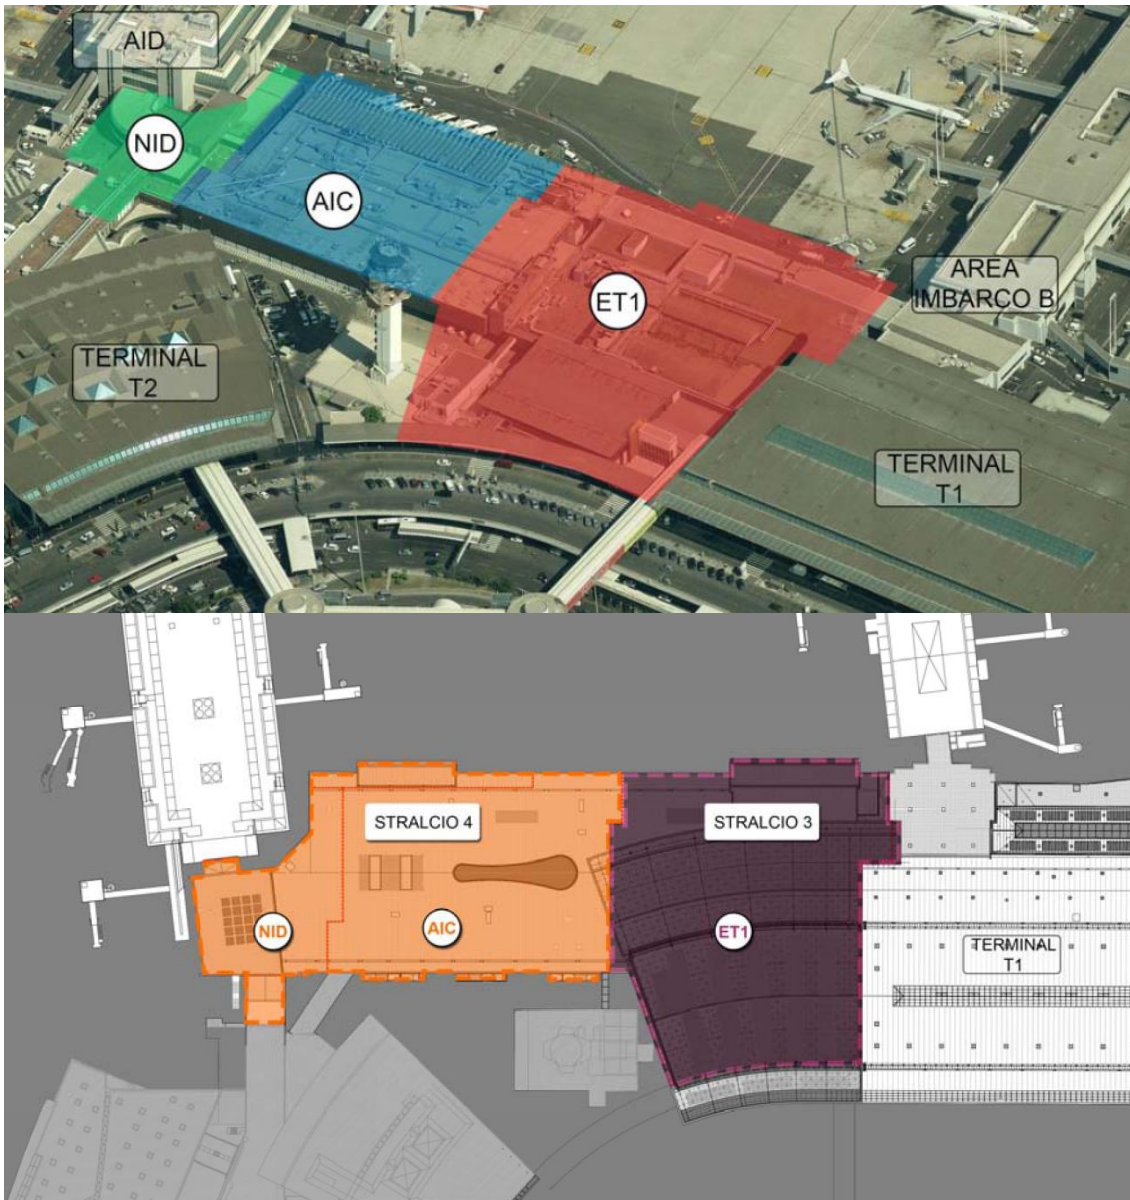 AID
NID
AIC
ET1
AREA
IMBARCO B
TERMINAL
T2
TERMINAL
T1
STRALCIO 4
STRALCIO 3
NID
AIC
ET1
TERMINAL
T1